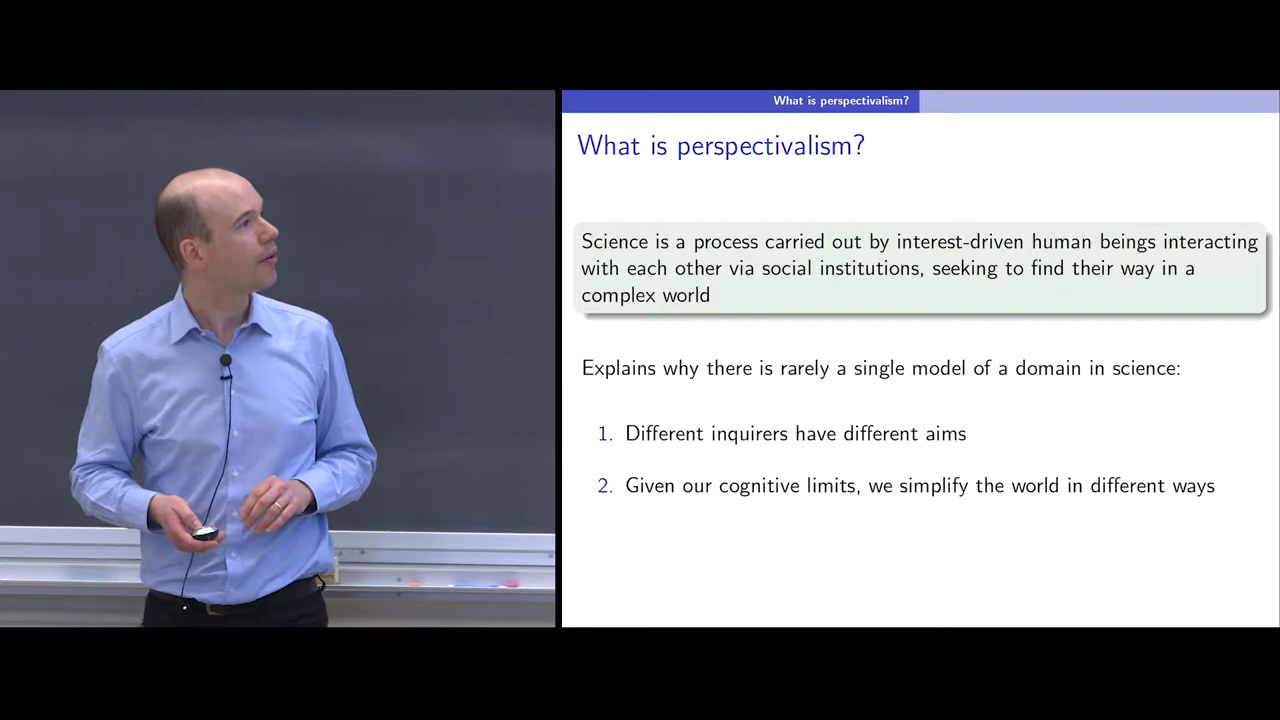 What is perspectivalism?
What is perspectivalism?
Science is a process carried out by interest-driven human beings interacting
with each other via social institutions, seeking to find their way in a
complex world
Explains why there is rarely a single model of a domain in science:
1. Different inquirers have different aims
2. Given our cognitive limits, we simplify the world in different ways